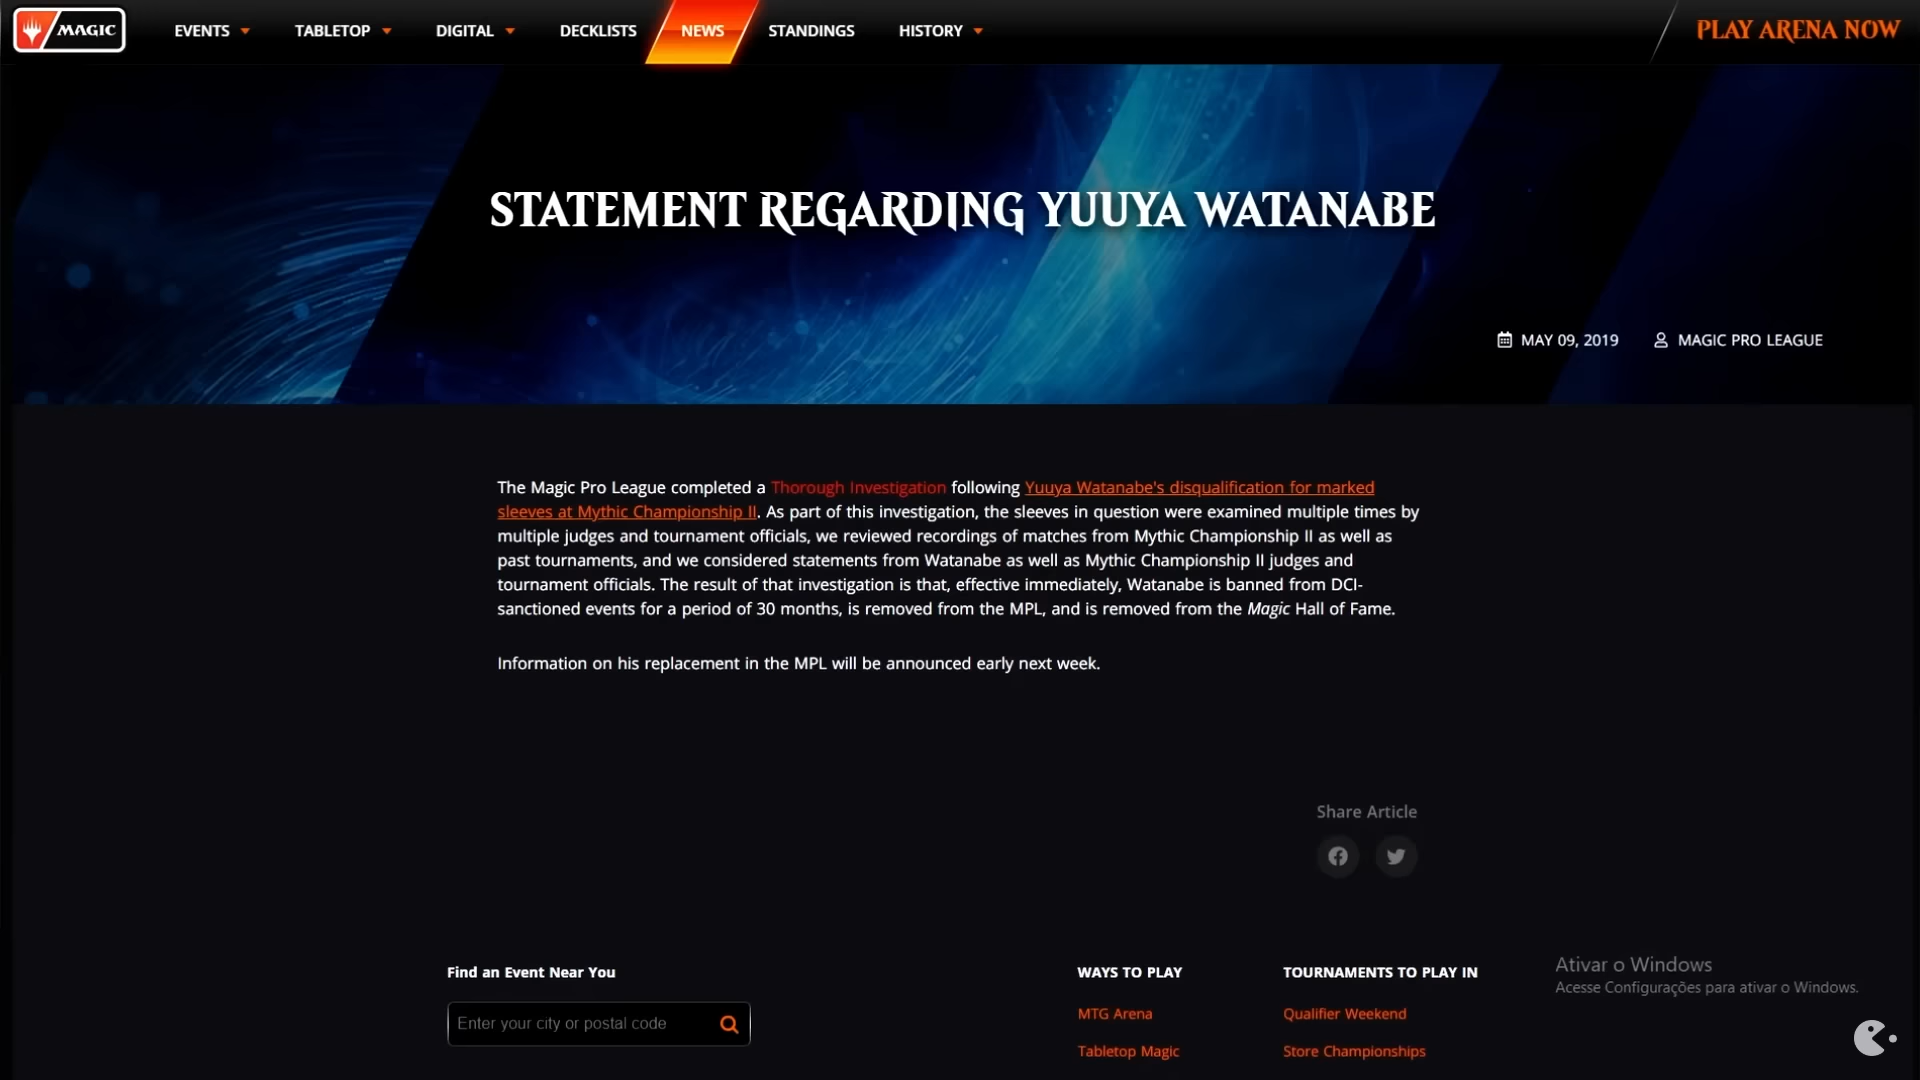 MAGIC
EVENTS
TABLETOP
DIGITAL
DECKLISTS
NEWS
STANDINGS
HISTORY
PLAY ARENA NOW
STATEMENT REGARDING YUUYA WATANABE
MAY 09, 2019
MAGIC PRO LEAGUE
The Magic Pro League completed a Thorough Investigation following Yuuya Watanabe's disqualification for marked
sleeves at Mythic Championship II. As part of this investigation, the sleeves in question were examined multiple times by
multiple judges and tournament officials, we reviewed recordings of matches from Mythic Championship II as well as
past tournaments, and we considered statements from Watanabe as well as Mythic Championship II judges and
tournament officials. The result of that investigation is that, effective immediately, Watanabe is banned from DCI-
sanctioned events for a period of 30 months, is removed from the MPL, and is removed from the Magic Hall of Fame.
Information on his replacement in the MPL will be announced early next week.
Share Article
Find an Event Near You
Enter your city or postal code
WAYS TO PLAY
MTG Arena
Tabletop Magic
TOURNAMENTS TO PLAY IN
Qualifier Weekend
Store Championships
Ativar o Windows
Acesse Configurações para ativar o Windows.